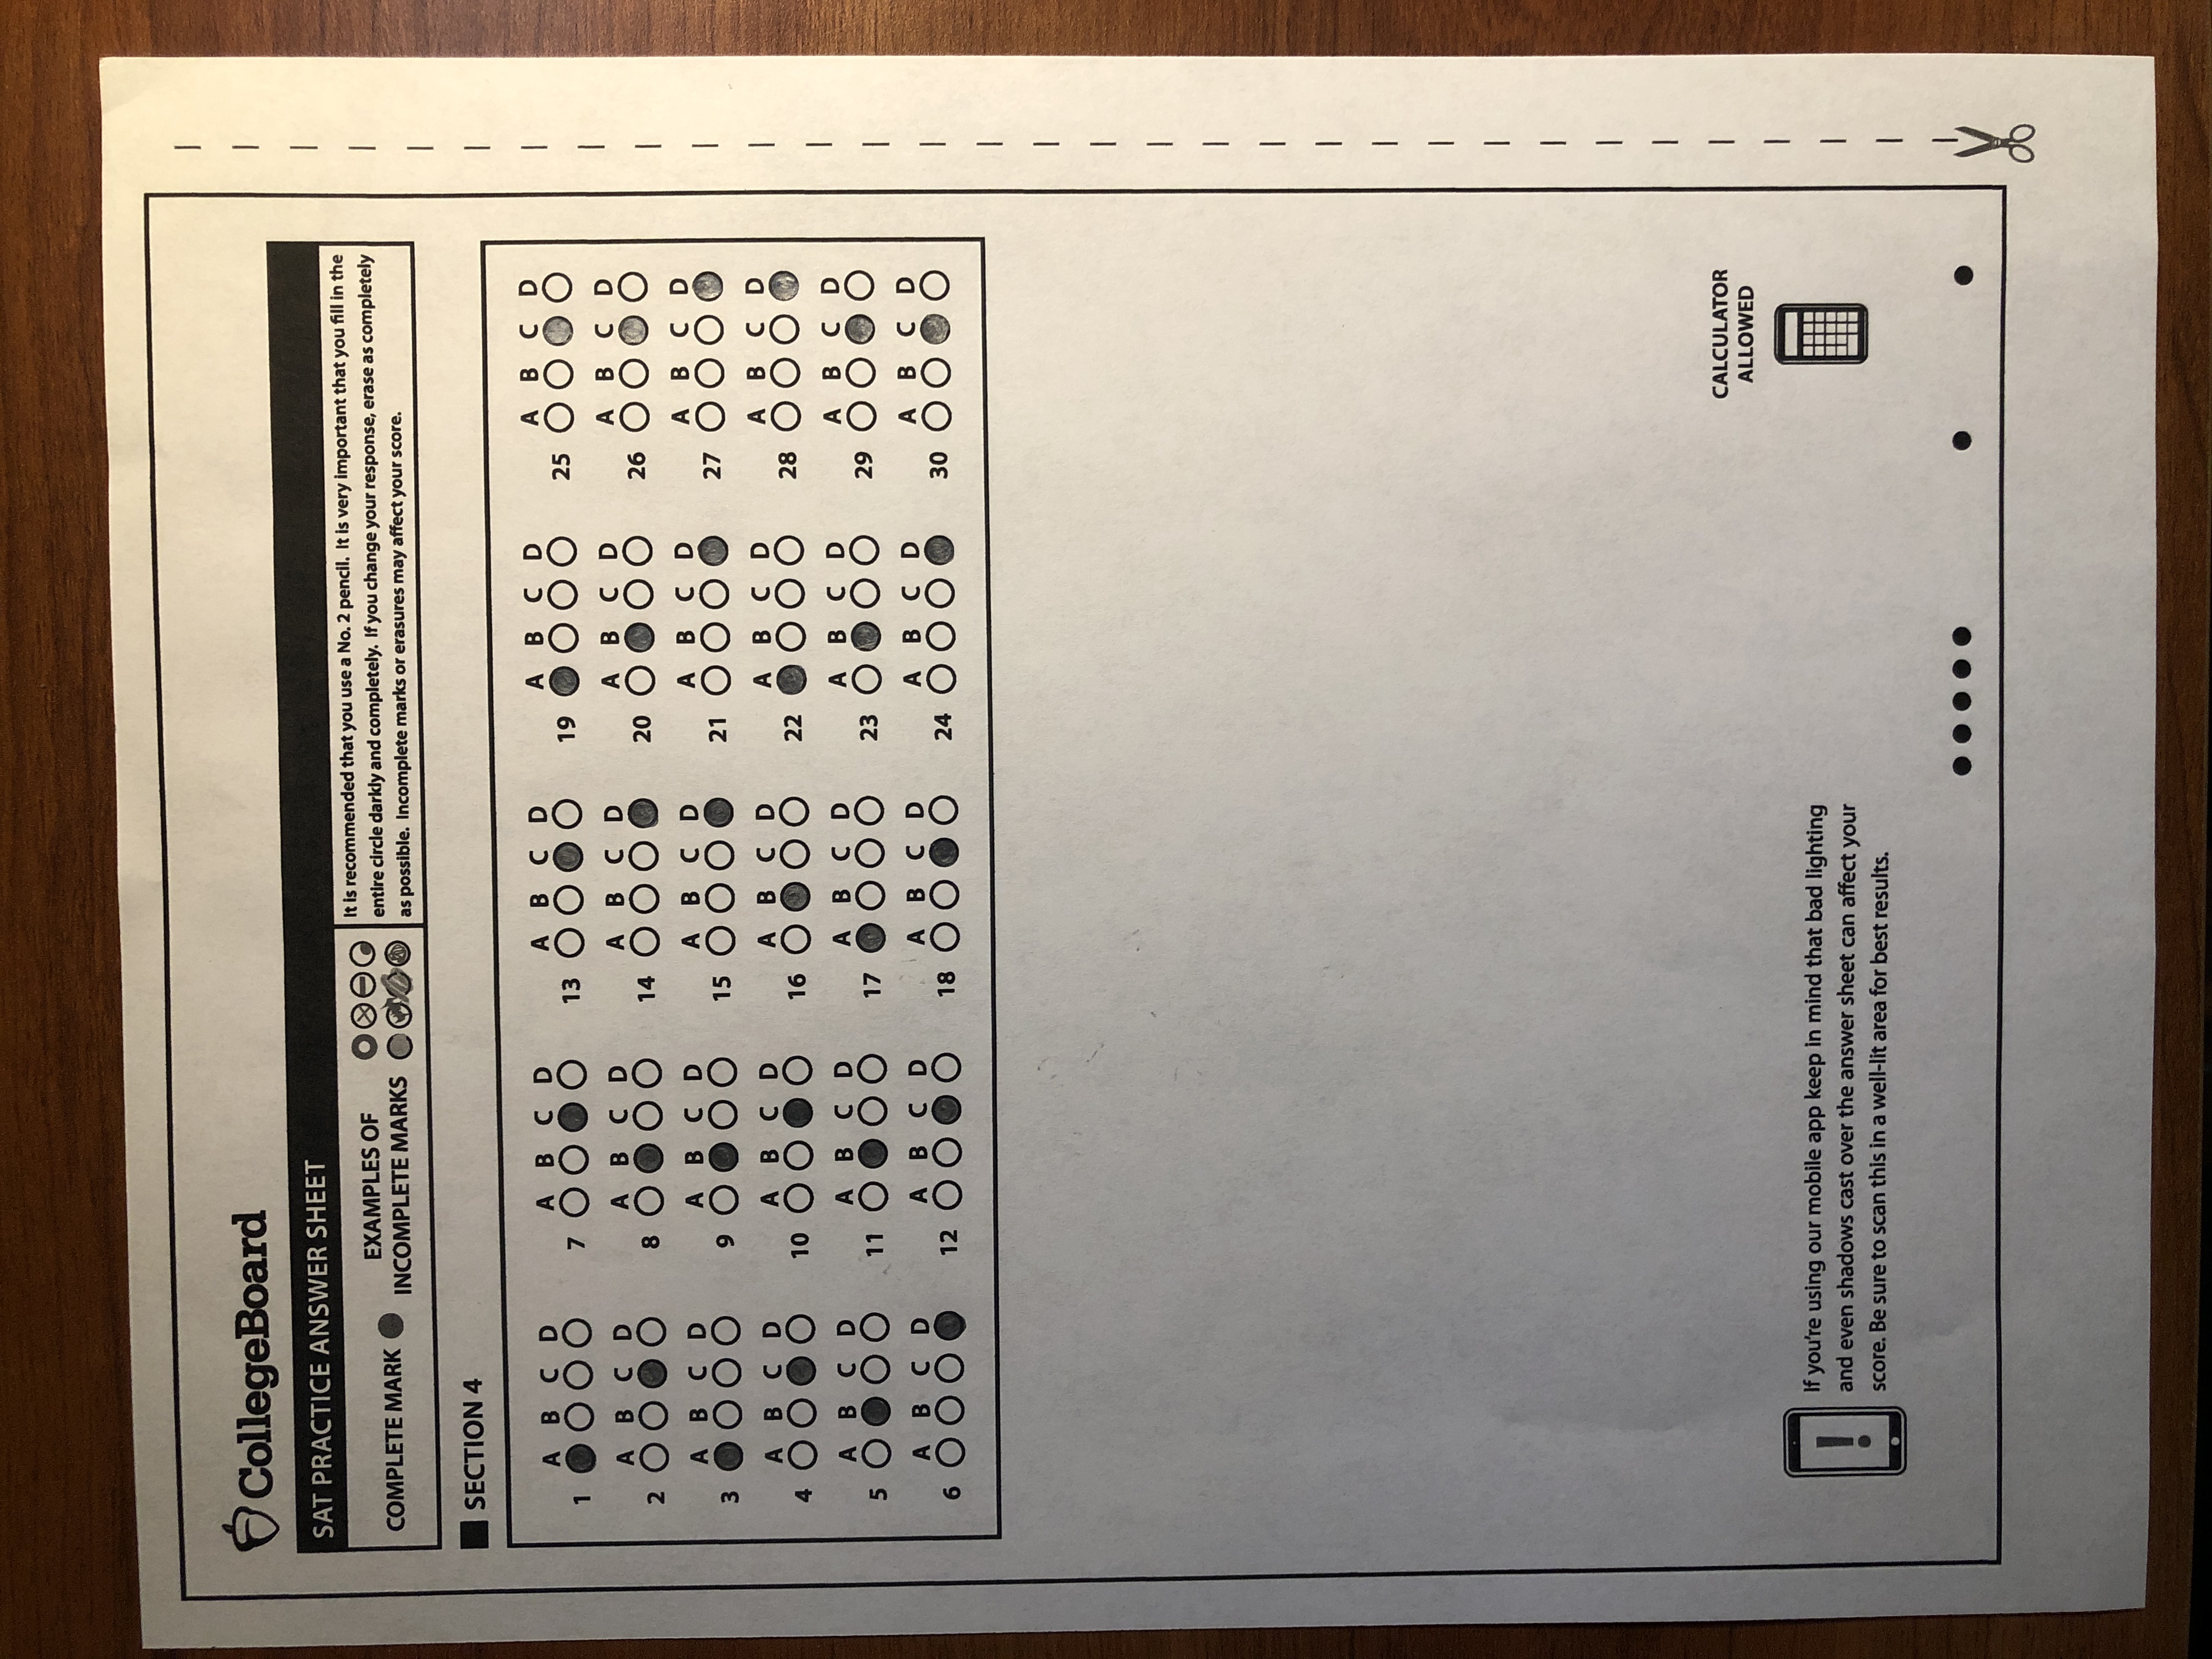 CollegeBoard
SAT PRACTICE ANSWER SHEET
COMPLETE MARK
EXAMPLES OF
INCOMPLETE MARKS
It is recommended that you use a No. 2 pencil. It is very important that you fill in the
entire circle darkly and completely. If you change your response, erase as completely
as possible. Incomplete marks or erasures may affect your score.
SECTION 4
A B C D
1
A B C D
2
A B C D
3
A B C D
4
A B C D
5
A B C D
6
A B C D
7
A B C D
8
A B C D
9
A B C D
10
A B C D
11
A B C D
12
A B C D
13
A B C D
14
A B C D
15
A B C D
16
A B C D
17
A B C D
18
A B C D
19
A B C D
20
A B C D
21
A B C D
22
A B C D
23
A B C D
24
A B C D
25
A B C D
26
A B C D
27
A B C D
28
A B C D
29
A B C D
30
CALCULATOR
ALLOWED
If you're using our mobile app keep in mind that bad lighting
and even shadows cast over the answer sheet can affect your
score. Be sure to scan this in a well-lit area for best results.